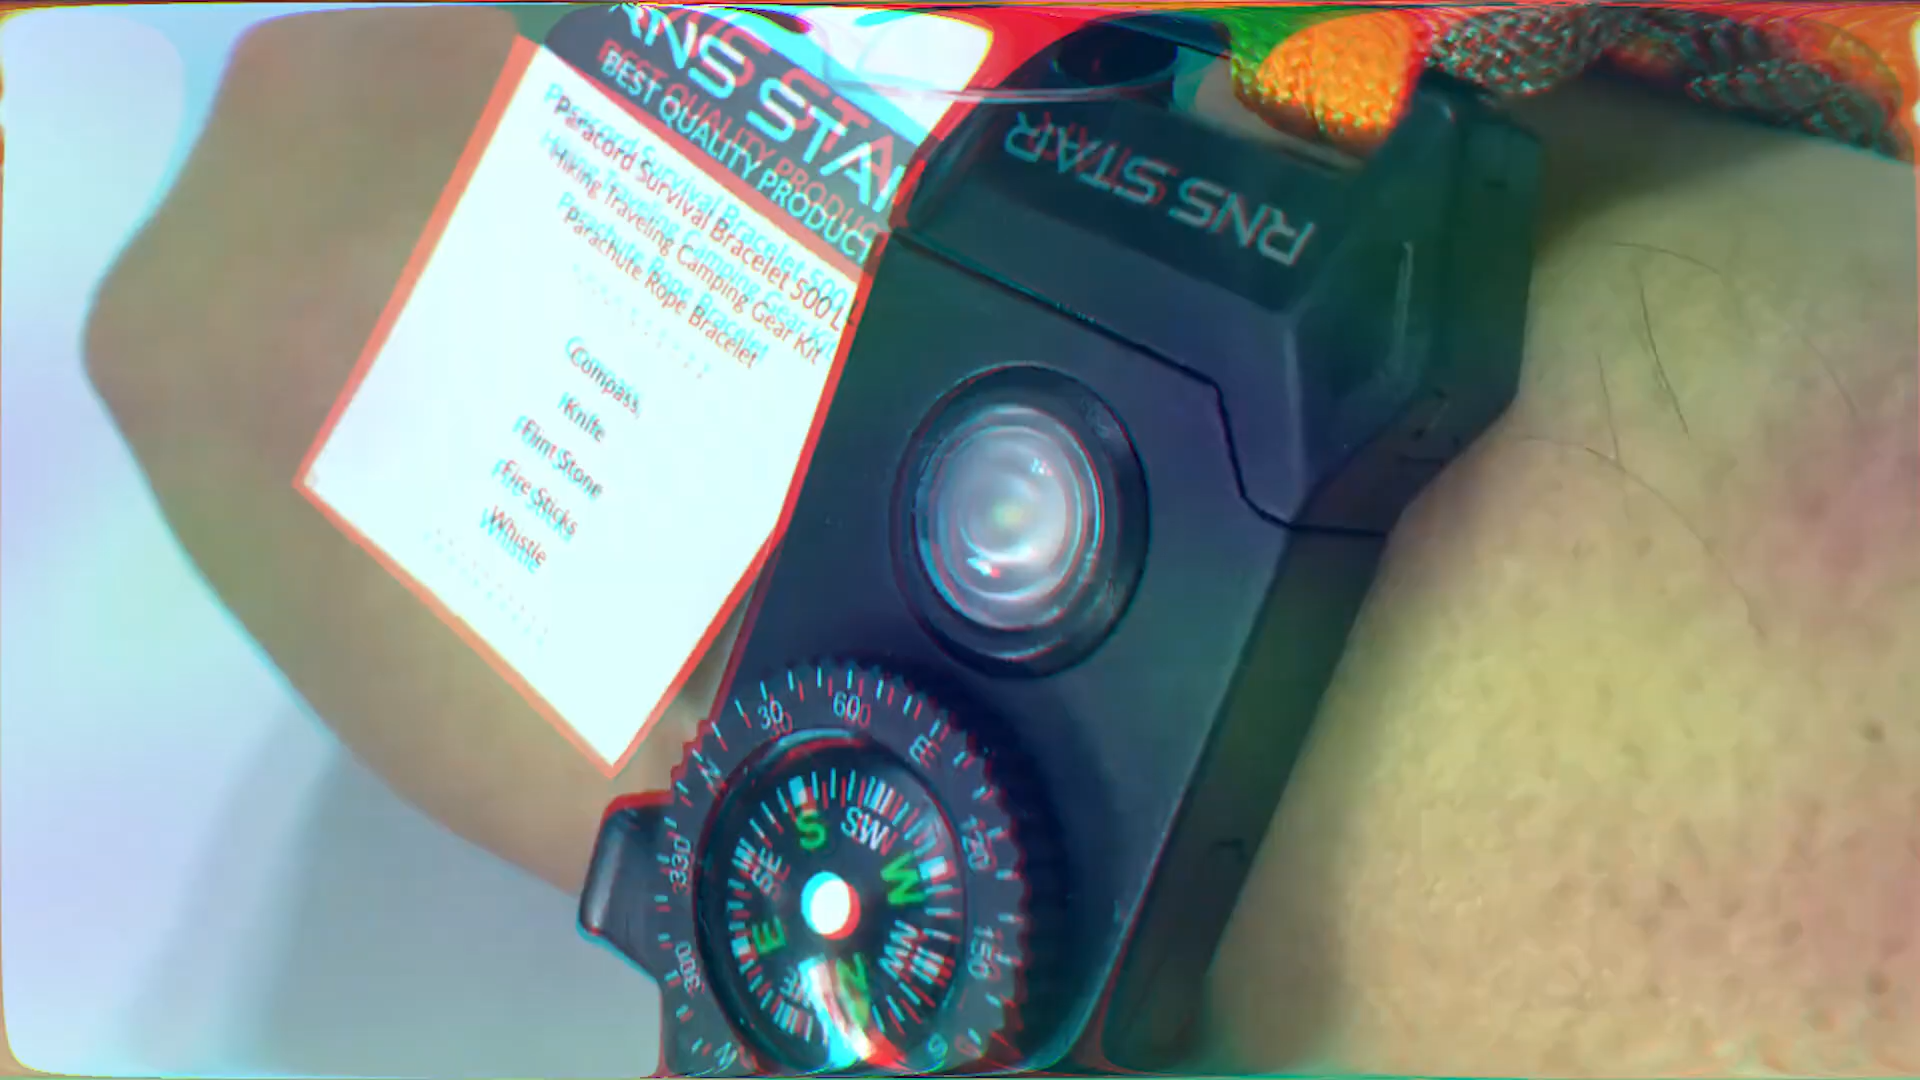 RNS STAR
BEST QUALITY PRODUCT
Paracord Survival Bracelet 500 L
Hiking Traveling Camping Gear Kit
Parachute Rope Bracelet
Compass
Knife
Flint Stone
Fire Sticks
Whistle
RNS STAR
N 30 60 E 120 150 S W 300 330
S SW W NW N NE E SE